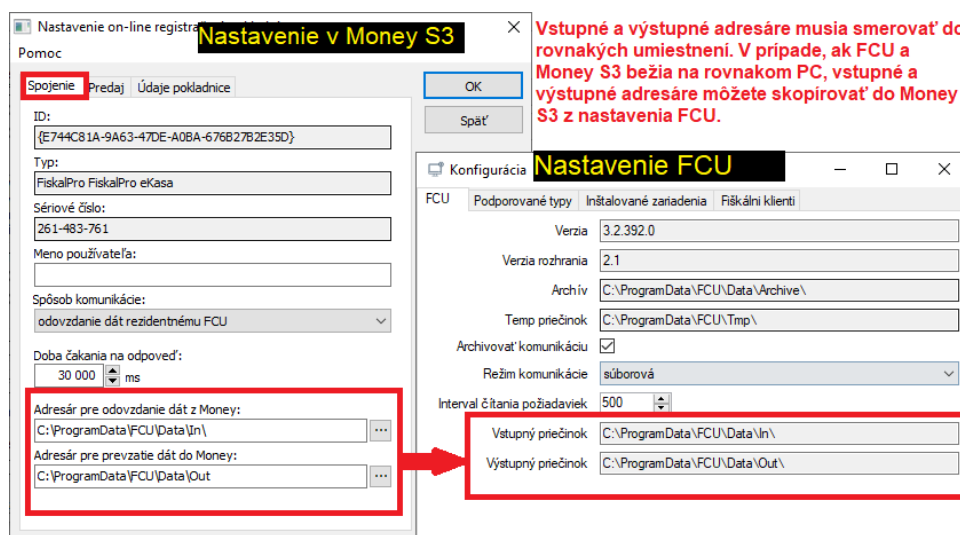 Nastavenie on-line registra
Nastavenie v Money S3
Pomoc
Spojenie
Predaj
Údaje pokladnice
OK
Späť
ID:
{E744C81A-9A63-47DE-A0BA-676B27B2E35D}
Typ:
FiskalPro FiskalPro eKasa
Sériové číslo:
261-483-761
Meno používateľa:
Spôsob komunikácie:
odovzdanie dát rezidentnému FCU
Doba čakania na odpoveď:
30 000 ms
Adresár pre odovzdanie dát z Money:
C:\ProgramData\FCU\Data\In\
...
Adresár pre prevzatie dát do Money:
C:\ProgramData\FCU\Data\Out
...
Vstupné a výstupné adresáre musia smerovať do
rovnakých umiestnení. V prípade, ak FCU a
Money S3 bežia na rovnakom PC, vstupné a
výstupné adresáre môžete skopírovať do Money
S3 z nastavenia FCU.
Konfigurácia
Nastavenie FCU
FCU
Podporované typy
Inštalované zariadenia
Fiškálni klienti
Verzia 3.2.392.0
Verzia rozhrania 2.1
Archív C:\ProgramData\FCU\Data\Archive\
Temp priečinok C:\ProgramData\FCU\Tmp\
Archivovať komunikáciu
Režim komunikácie súborová
Interval čítania požiadaviek 500
Vstupný priečinok C:\ProgramData\FCU\Data\In\
Výstupný priečinok C:\ProgramData\FCU\Data\Out\